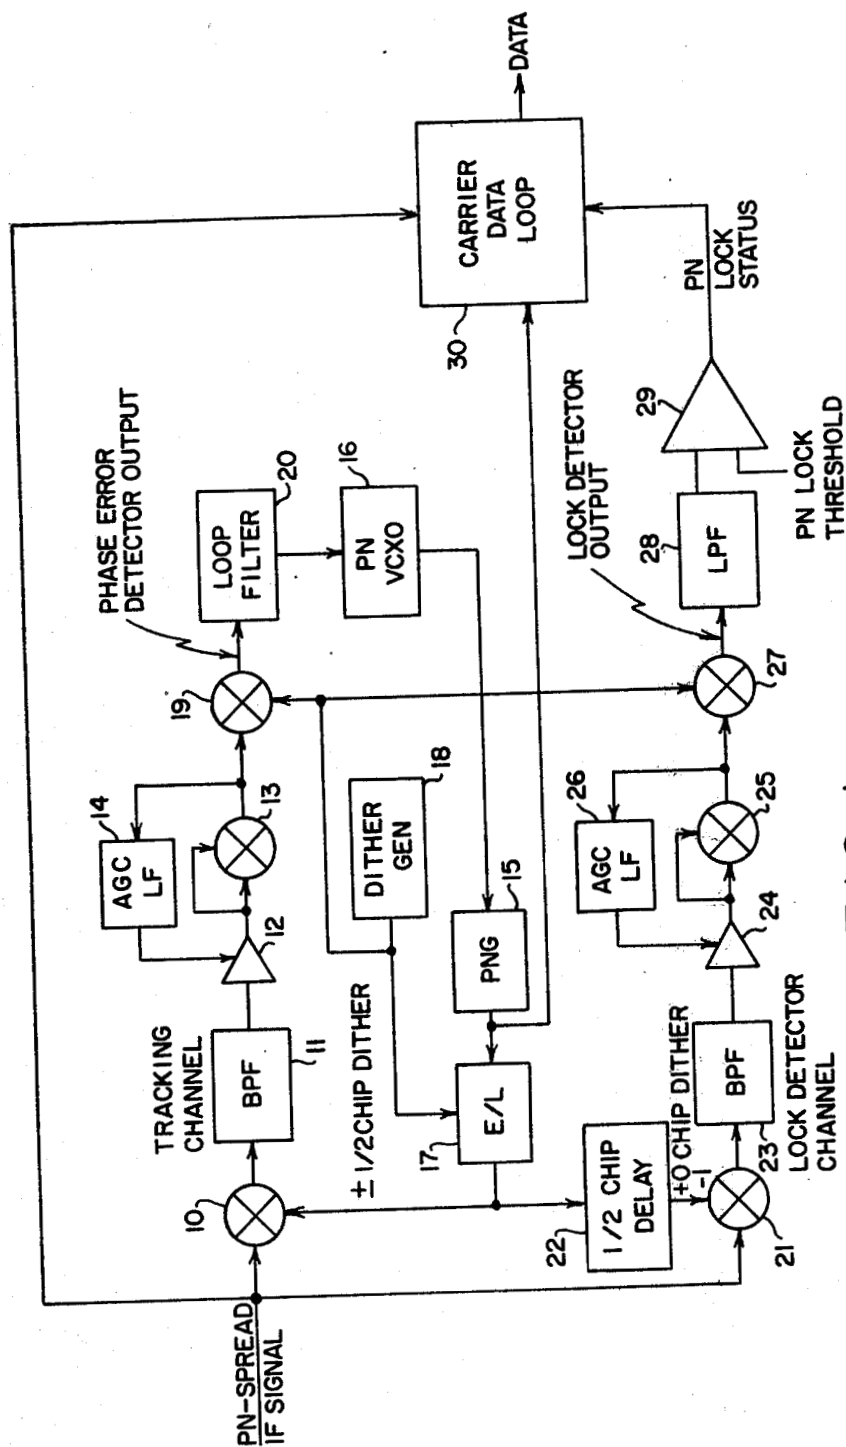 PN-SPREAD
IF SIGNAL
10
TRACKING
CHANNEL
BPF
11
12
AGC
LF
14
13
19
PHASE ERROR
DETECTOR OUTPUT
LOOP
FILTER
20
PN
VCXO
16
DITHER
GEN
18
± 1/2 CHIP DITHER
PNG
15
E/L
17
1/2 CHIP
DELAY
22
+0 CHIP DITHER
-1
21
BPF
23
LOCK DETECTOR
CHANNEL
24
AGC
LF
26
25
27
LOCK DETECTOR
OUTPUT
LPF
28
29
PN LOCK
THRESHOLD
PN
LOCK
STATUS
CARRIER
DATA
LOOP
30
DATA